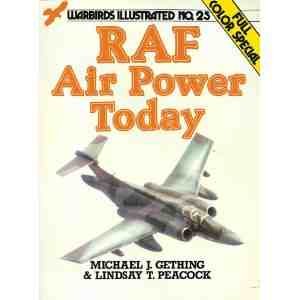 WARBIRDS ILLUSTRATED NO. 25
FULL
COLOR SPECIAL
RAF
Air Power
Today
MICHAEL J. GETHING
& LINDSAY T. PEACOCK